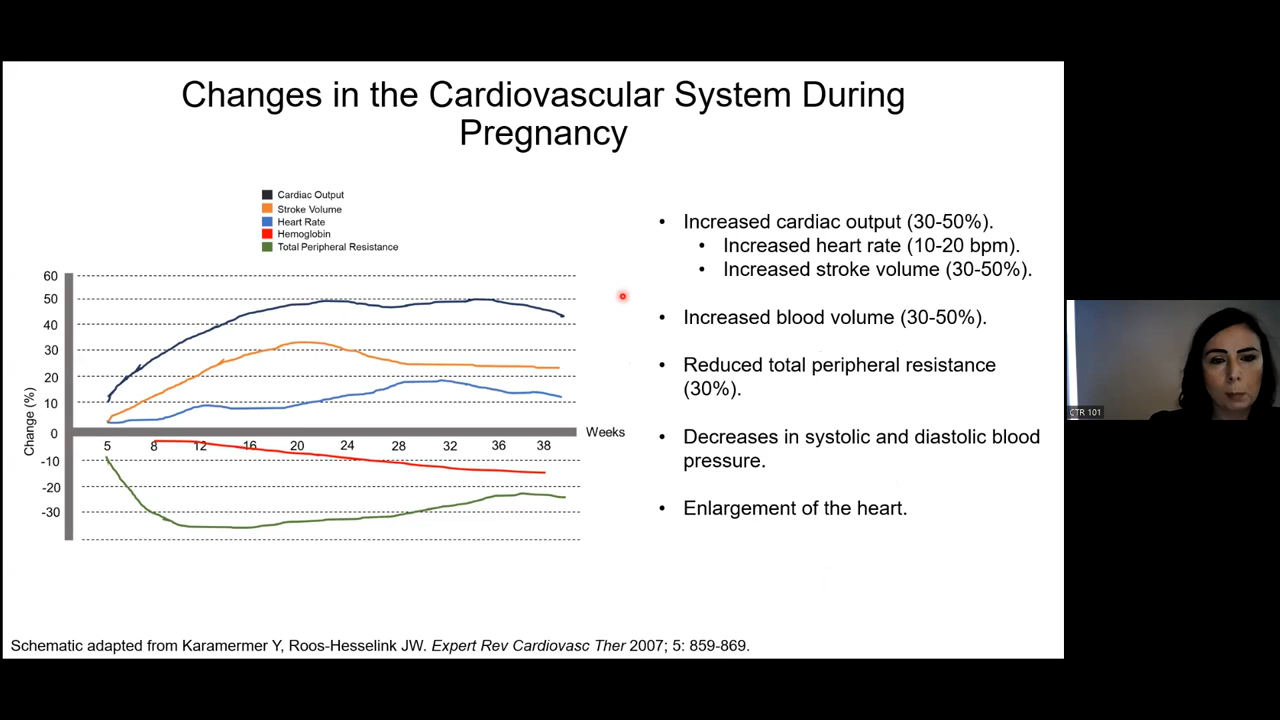 Changes in the Cardiovascular System During
Pregnancy
Cardiac Output
Stroke Volume
Heart Rate
Hemoglobin
Total Peripheral Resistance
60
50
40
30
20
10
0
-10
-20
-30
Change (%)
5 8 12 16 20 24 28 32 36 38
Weeks
• Increased cardiac output (30-50%).
• Increased heart rate (10-20 bpm).
• Increased stroke volume (30-50%).
• Increased blood volume (30-50%).
• Reduced total peripheral resistance
(30%).
• Decreases in systolic and diastolic blood
pressure.
• Enlargement of the heart.
CTR 101
Schematic adapted from Karamermer Y, Roos-Hesselink JW. Expert Rev Cardiovasc Ther 2007; 5: 859-869.